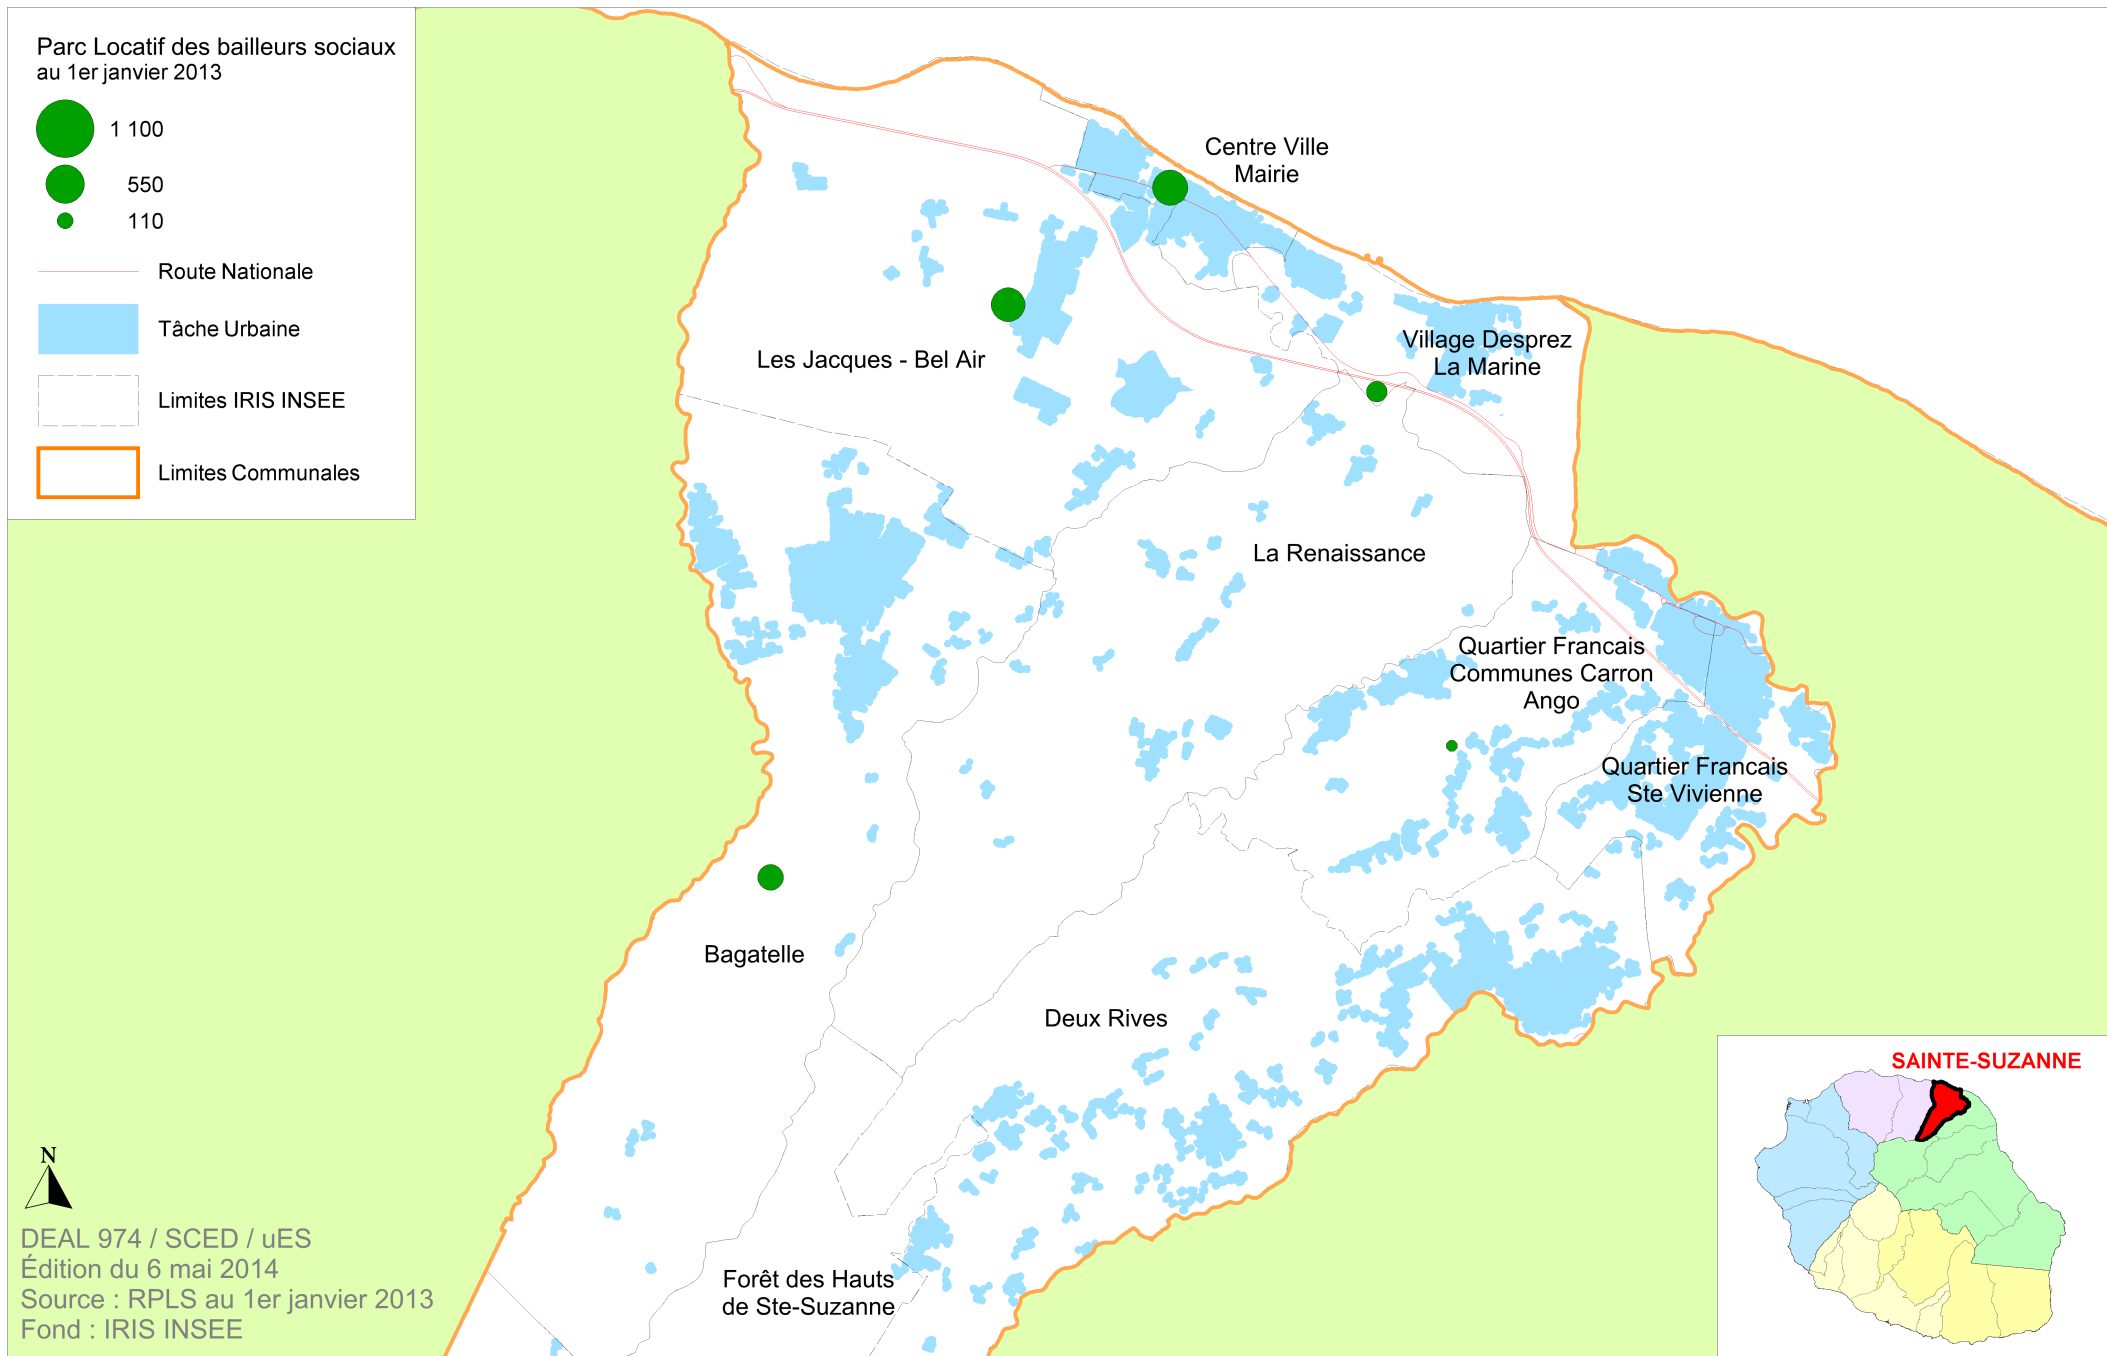 Parc Locatif des bailleurs sociaux
au 1er janvier 2013
1 100
550
110
Route Nationale
Tâche Urbaine
Limites IRIS INSEE
Limites Communales
Centre Ville
Mairie
Les Jacques - Bel Air
Village Desprez
La Marine
La Renaissance
Quartier Francais
Communes Carron
Ango
Quartier Francais
Ste Vivienne
Bagatelle
Deux Rives
Forêt des Hauts
de Ste-Suzanne
SAINTE-SUZANNE
N
DEAL 974 / SCED / uES
Édition du 6 mai 2014
Source : RPLS au 1er janvier 2013
Fond : IRIS INSEE